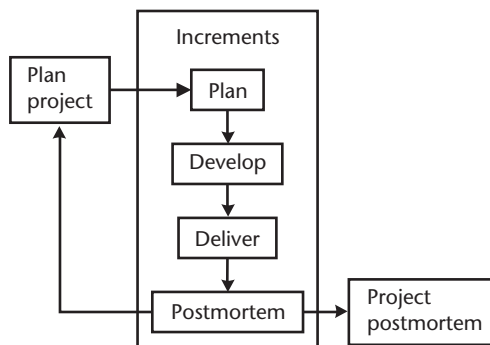 Increments
Plan
project
Plan
Develop
Deliver
Postmortem
Project
postmortem